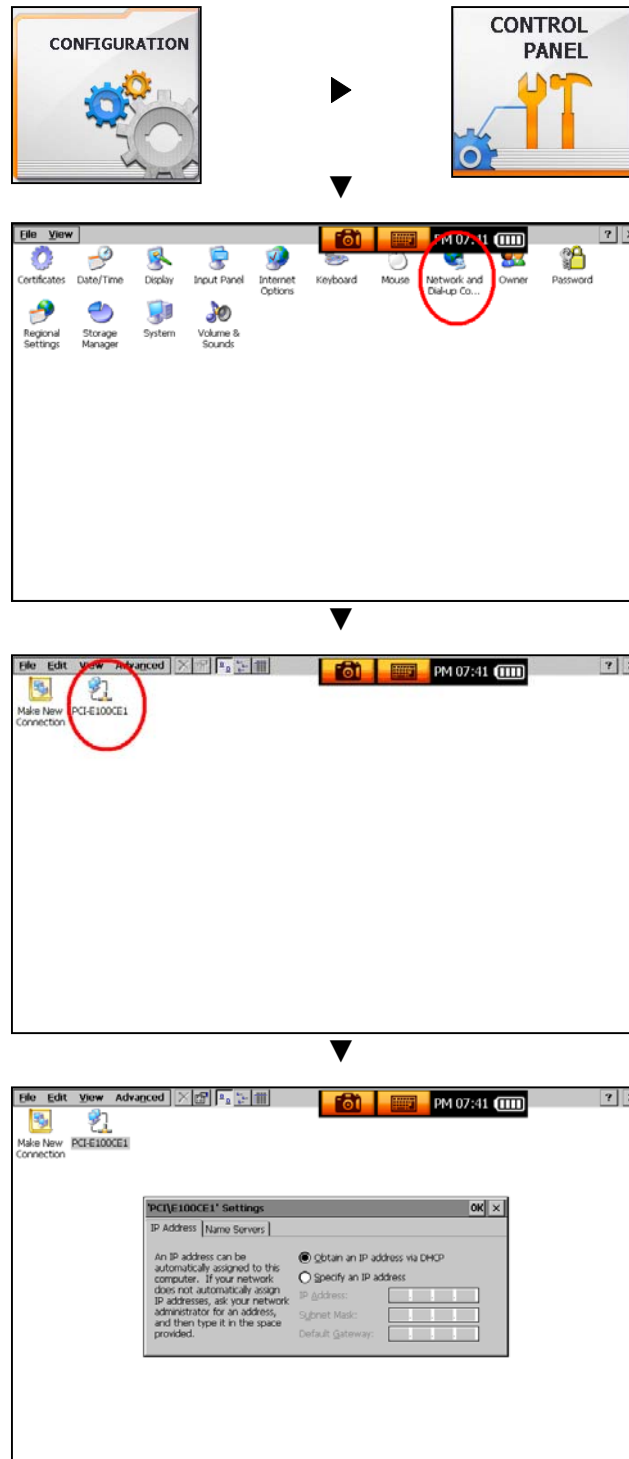 CONFIGURATION
CONTROL
PANEL
File View
PM 07:41
?
Certificates Date/Time Display Input Panel Internet Options Keyboard Mouse Network and Dial-up Co... Owner Password
Regional Settings Storage Manager System Volume & Sounds
File Edit View Advanced
PM 07:41
?
Make New Connection PCI-E100CE1
File Edit View Advanced
PM 07:41
?
Make New Connection PCI-E100CE1
'PCI\E100CE1' Settings OK ×
IP Address Name Servers
An IP address can be
automatically assigned to this
computer. If your network
does not automatically assign
IP addresses, ask your network
administrator for an address,
and then type it in the space
provided.
Obtain an IP address via DHCP
Specify an IP address
IP Address:
Subnet Mask:
Default Gateway: